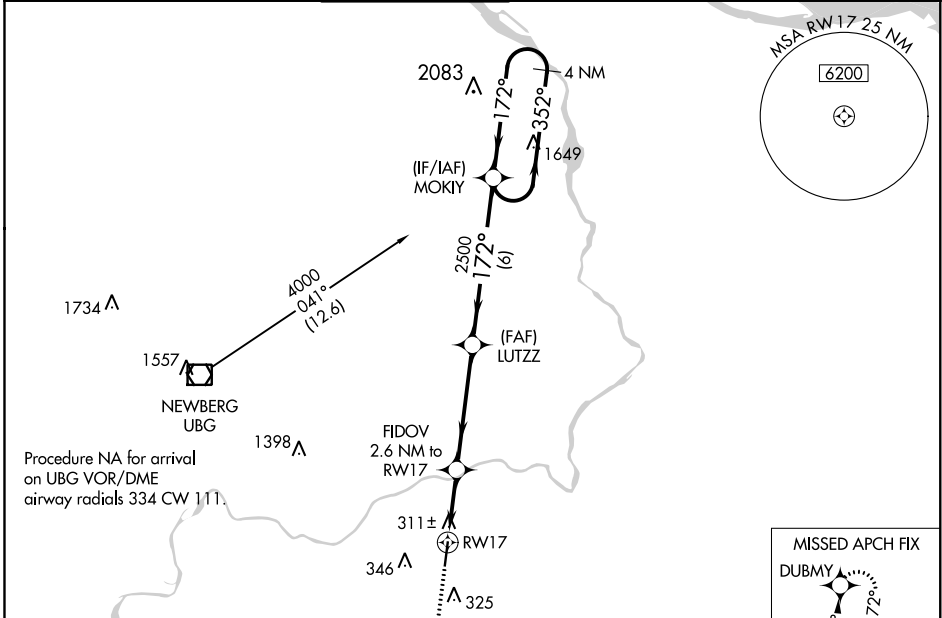 MSA RW17 25 NM
6200
2083
4 NM
172°
352°
1649
(IF/IAF)
MOKIY
2500
172°
(6)
4000
041°
(12.6)
1734
(FAF)
LUTZZ
1557
NEWBERG
UBG
FIDOV
2.6 NM to
RW17
1398
Procedure NA for arrival
on UBG VOR/DME
airway radials 334 CW 111.
311±
RW17
346
325
MISSED APCH FIX
DUBMY
72°